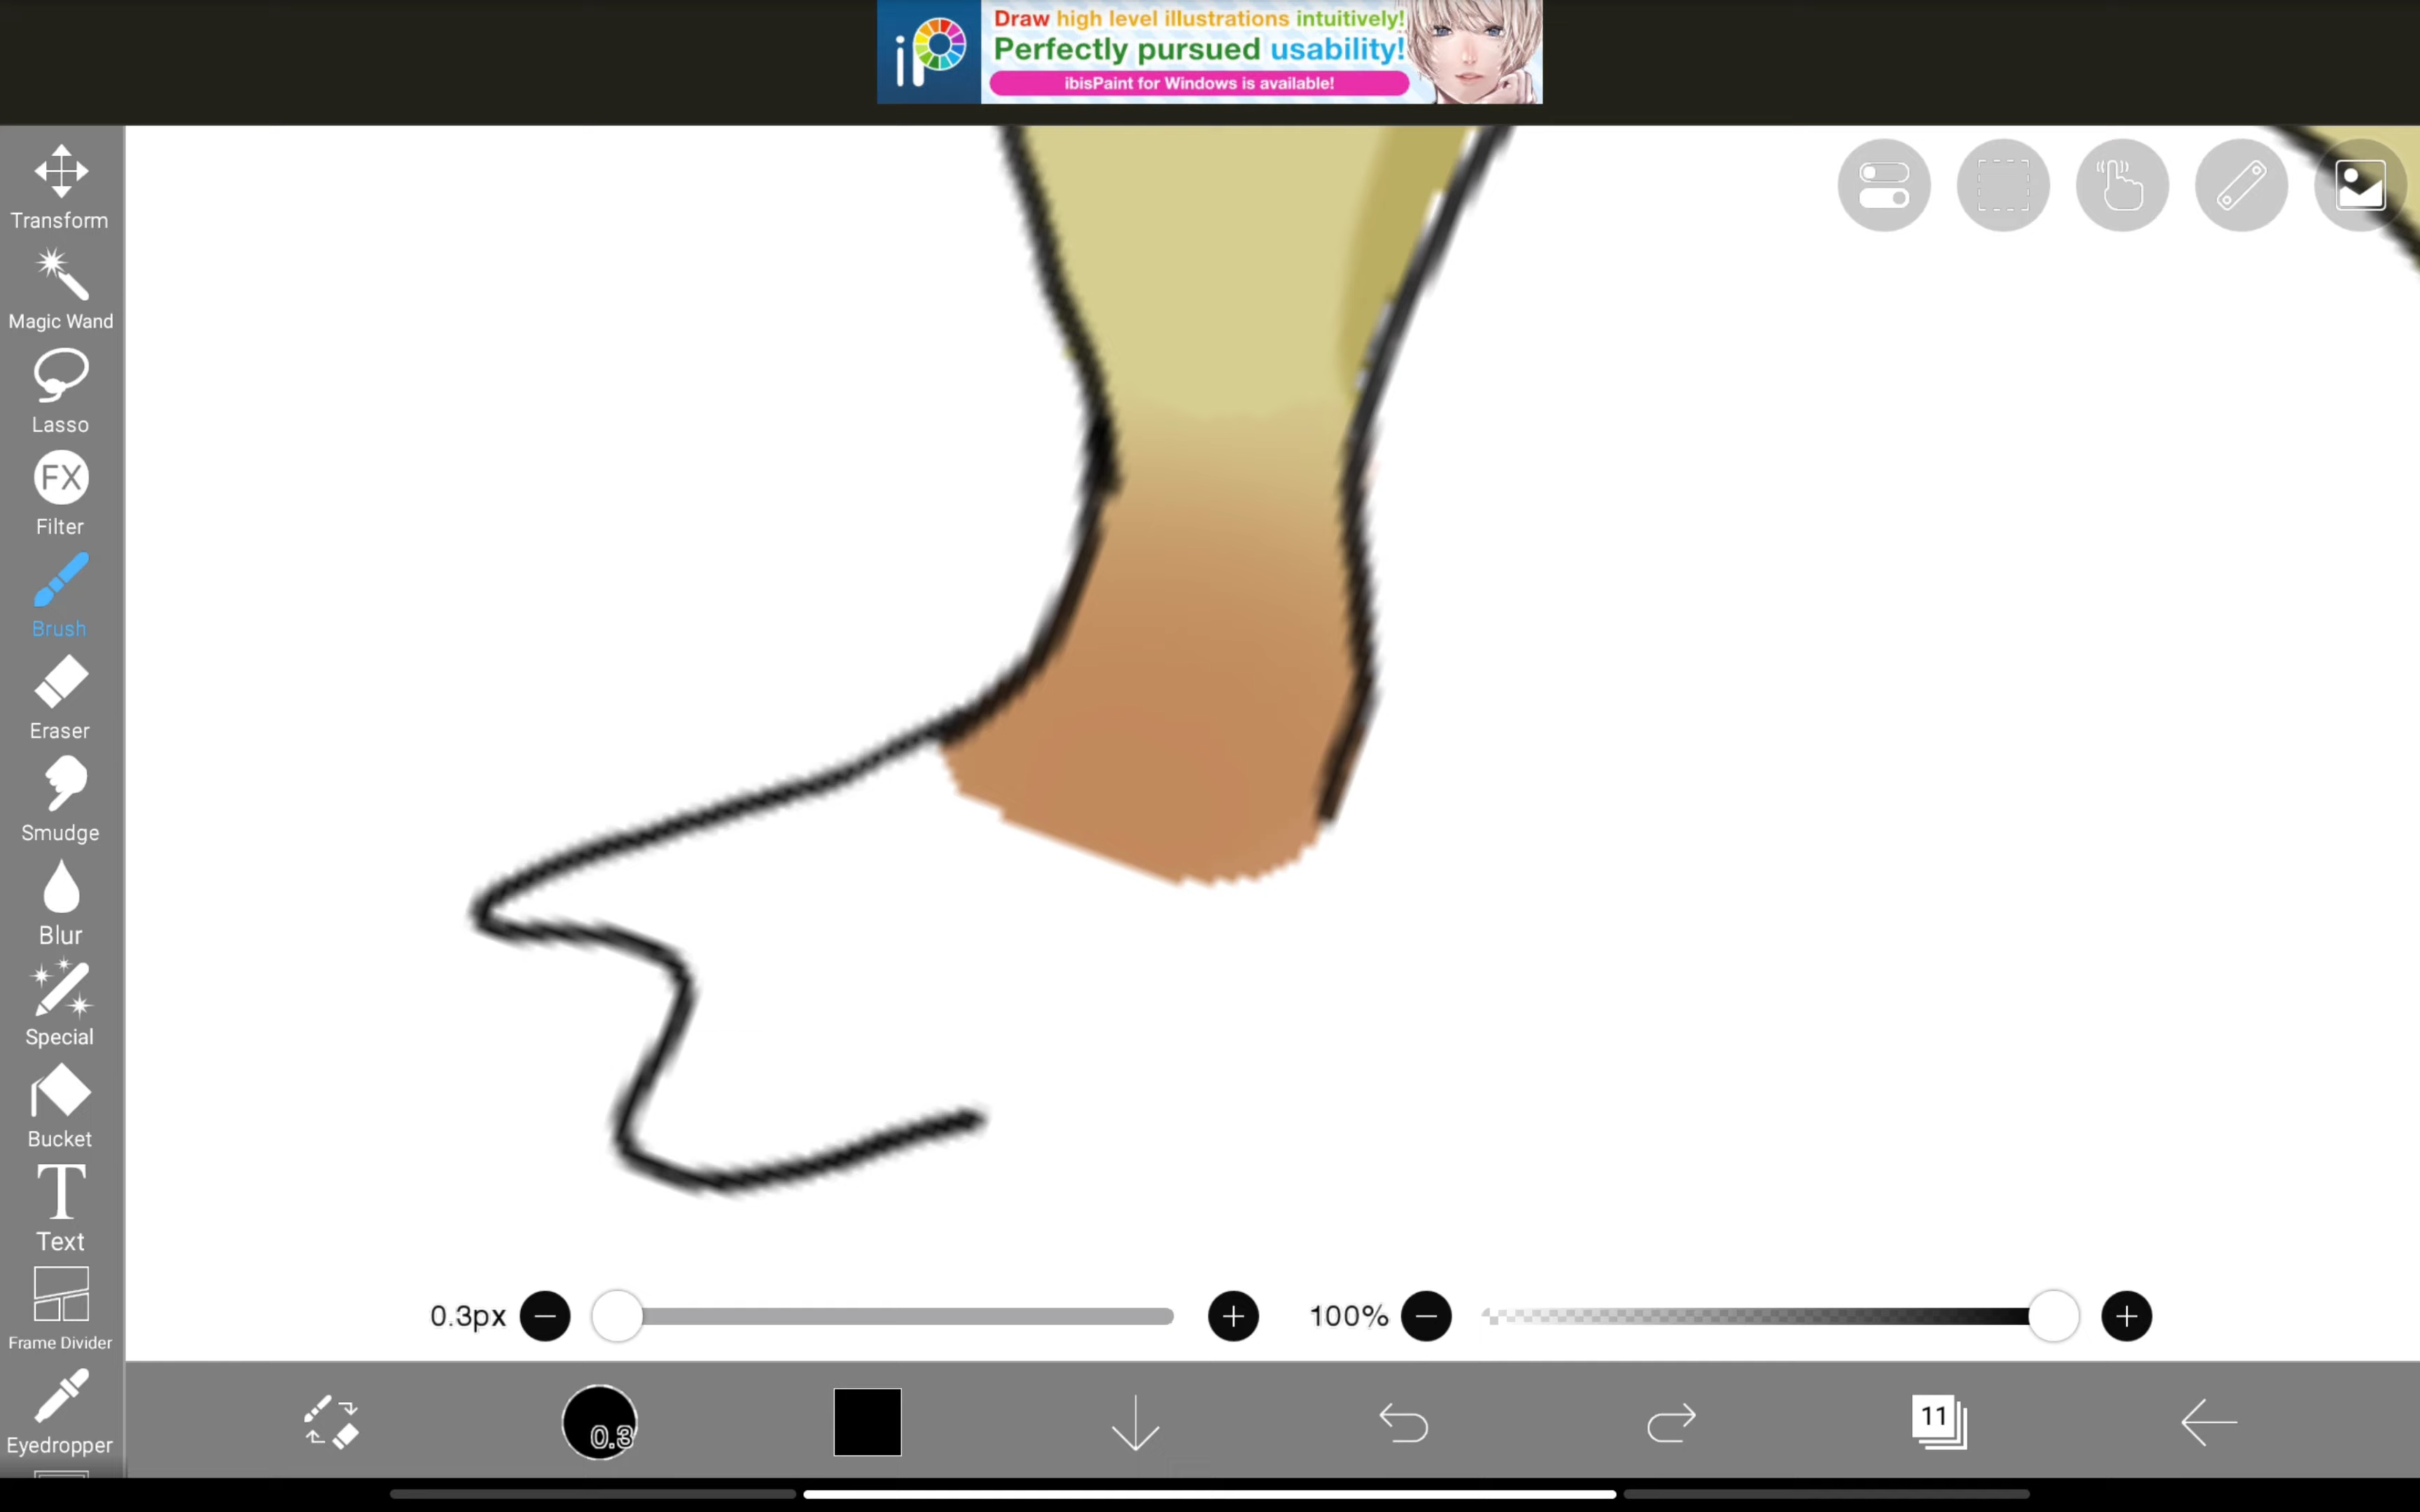 iP
Draw high level illustrations intuitively!
Perfectly pursued usability!
ibisPaint for Windows is available!
Transform
Magic Wand
Lasso
FX
Filter
Brush
Eraser
Smudge
Blur
Special
Bucket
T
Text
Frame Divider
Eyedropper
0.3px
100%
0.3
11